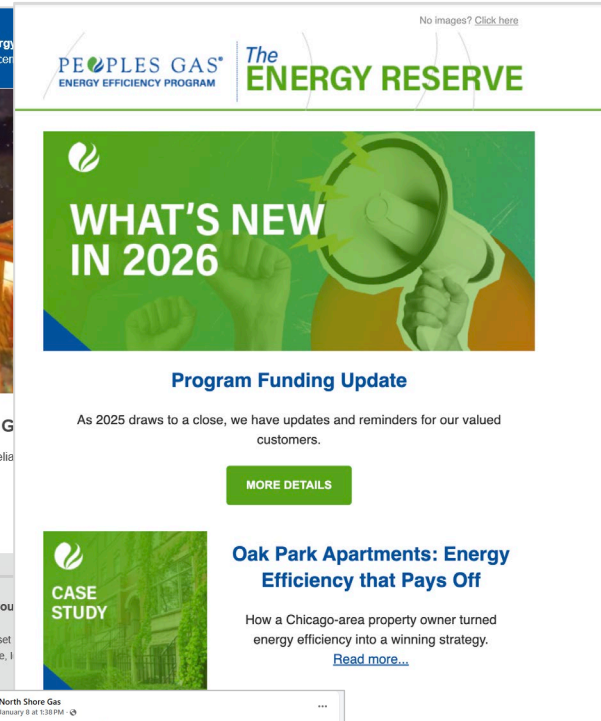 No images? Click here
PEOPLES GAS®
ENERGY EFFICIENCY PROGRAM
The
ENERGY RESERVE
WHAT'S NEW
IN 2026
Program Funding Update
As 2025 draws to a close, we have updates and reminders for our valued
customers.
MORE DETAILS
CASE
STUDY
Oak Park Apartments: Energy
Efficiency that Pays Off
How a Chicago-area property owner turned
energy efficiency into a winning strategy.
Read more...
North Shore Gas
January 8 at 1:38 PM